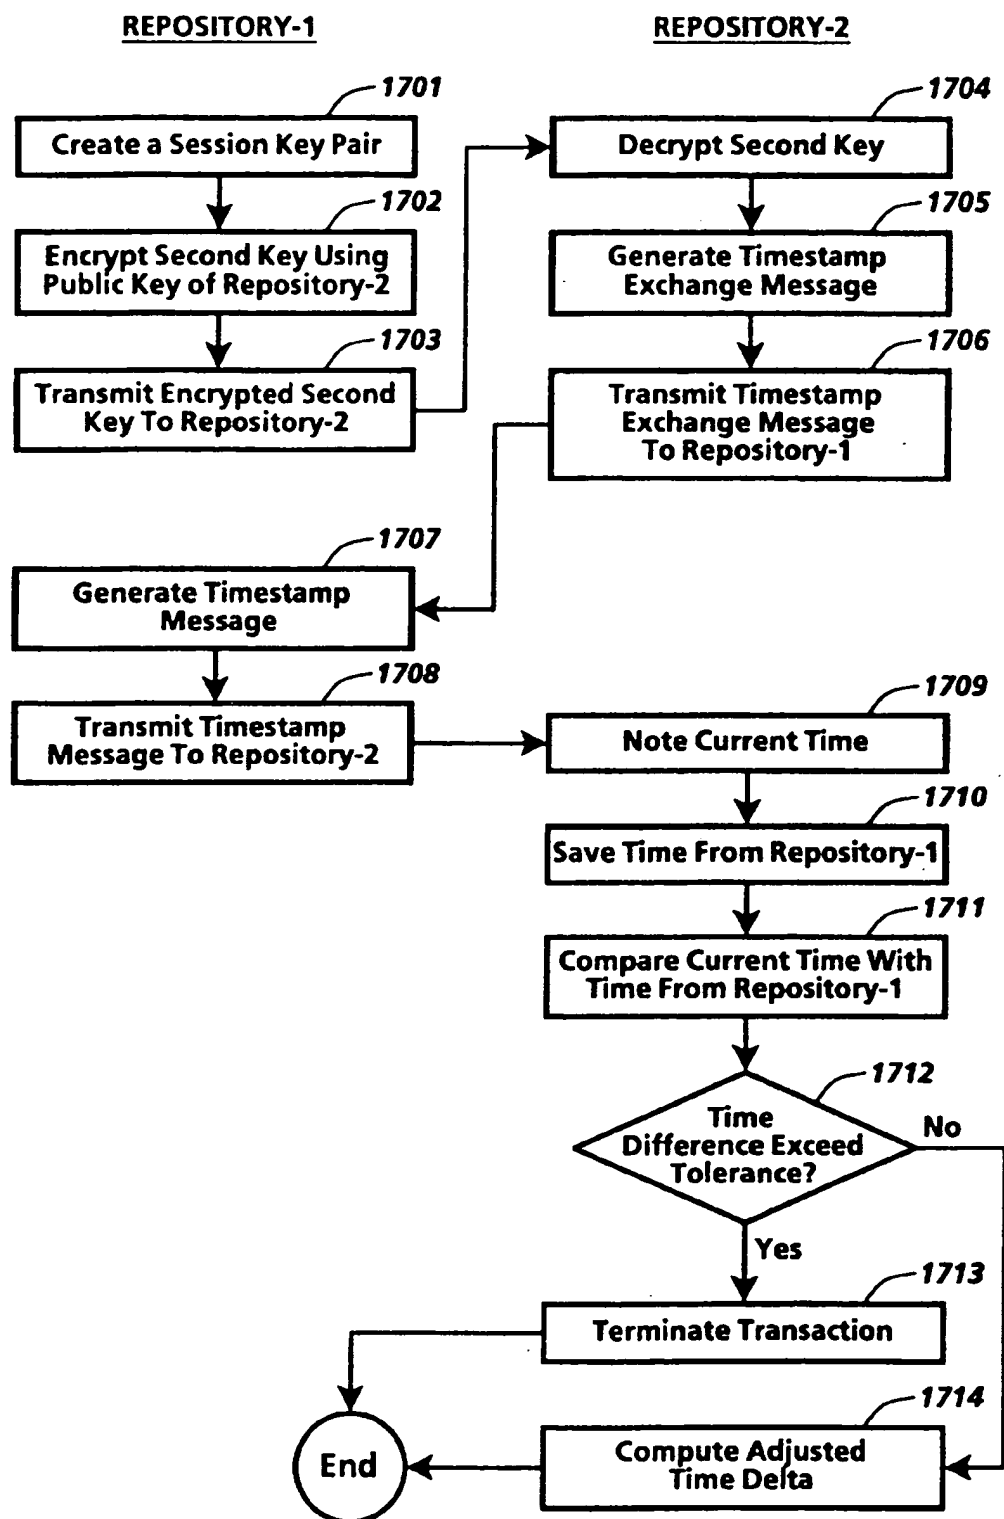 REPOSITORY-1
REPOSITORY-2
1701
Create a Session Key Pair
1702
Encrypt Second Key Using
Public Key of Repository-2
1703
Transmit Encrypted Second
Key To Repository-2
1704
Decrypt Second Key
1705
Generate Timestamp
Exchange Message
1706
Transmit Timestamp
Exchange Message
To Repository-1
1707
Generate Timestamp
Message
1708
Transmit Timestamp
Message To Repository-2
1709
Note Current Time
1710
Save Time From Repository-1
1711
Compare Current Time With
Time From Repository-1
1712
Time
Difference Exceed
Tolerance?
No
Yes
1713
Terminate Transaction
1714
Compute Adjusted
Time Delta
End